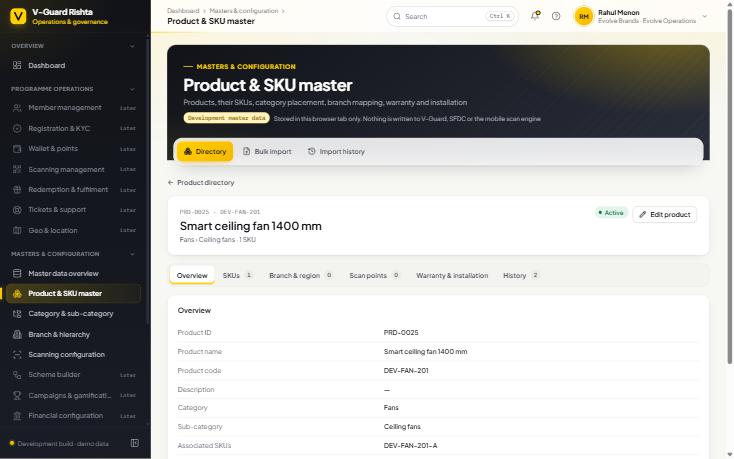 V-Guard Rishta
Operations & governance
OVERVIEW
Dashboard
PROGRAMME OPERATIONS
Member management Later
Registration & KYC Later
Wallet & points Later
Scanning management Later
Redemption & fulfilment Later
Tickets & support Later
Geo & location Later
MASTERS & CONFIGURATION
Master data overview
Product & SKU master
Category & sub-category
Branch & hierarchy
Scanning configuration
Scheme builder Later
Campaigns & gamificati... Later
Financial configuration Later
Development build · demo data
Dashboard › Masters & configuration ›
Product & SKU master
Search Ctrl K
RM
Rahul Menon
Evolve Brands · Evolve Operations
MASTERS & CONFIGURATION
Product & SKU master
Products, their SKUs, category placement, branch mapping, warranty and installation
Development master data Stored in this browser tab only. Nothing is written to V-Guard, SFDC or the mobile scan engine
Directory Bulk import Import history
← Product directory
PRD-0025 · DEV-FAN-201
Smart ceiling fan 1400 mm
Fans › Ceiling fans · 1 SKU
Active Edit product
Overview SKUs 1 Branch & region 0 Scan points 0 Warranty & installation History 2
Overview
Product ID PRD-0025
Product name Smart ceiling fan 1400 mm
Product code DEV-FAN-201
Description —
Category Fans
Sub-category Ceiling fans
Associated SKUs DEV-FAN-201-A